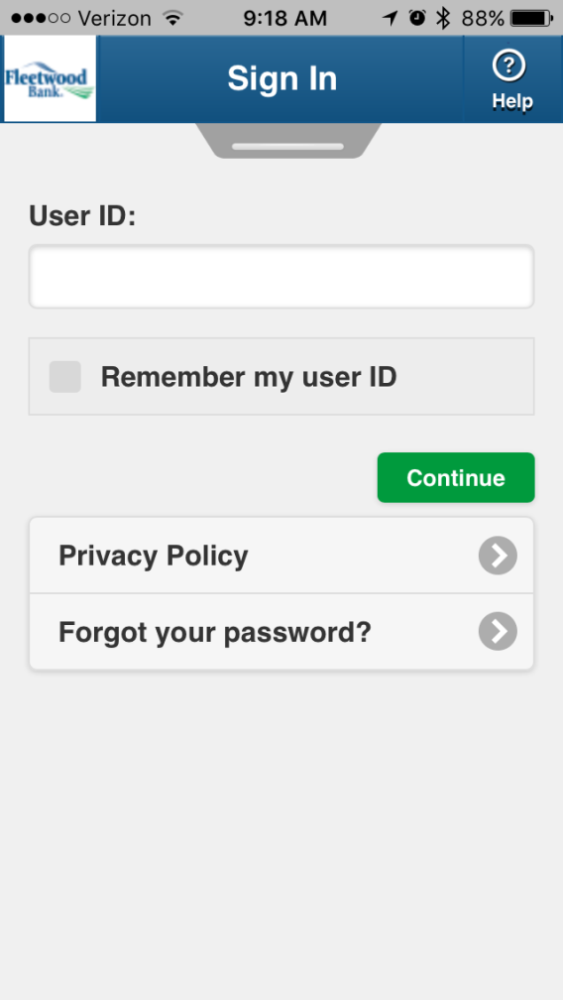 Verizon 9:18 AM 88%
Fleetwood
Bank.
Sign In
?
Help
User ID:
Remember my user ID
Continue
Privacy Policy
Forgot your password?